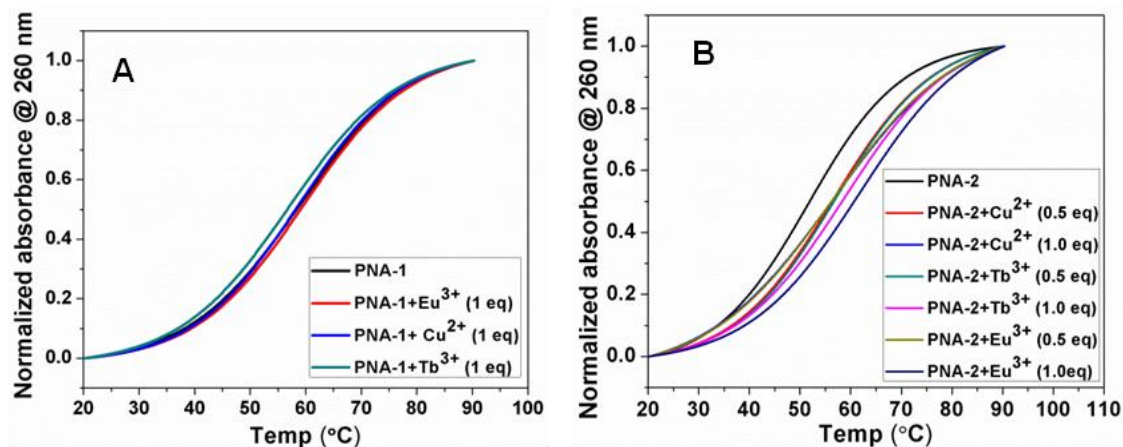 A
Normalized absorbance @ 260 nm
1.0
0.8
0.6
0.4
0.2
0.0
PNA-1
PNA-1+Eu³⁺ (1 eq)
PNA-1+ Cu²⁺ (1 eq)
PNA-1+Tb³⁺ (1 eq)
20 30 40 50 60 70 80 90 100
Temp (°C)
B
Normalized absorbance @ 260 nm
1.0
0.8
0.6
0.4
0.2
0.0
PNA-2
PNA-2+Cu²⁺ (0.5 eq)
PNA-2+Cu²⁺ (1.0 eq)
PNA-2+Tb³⁺ (0.5 eq)
PNA-2+Tb³⁺ (1.0 eq)
PNA-2+Eu³⁺ (0.5 eq)
PNA-2+Eu³⁺ (1.0eq)
20 30 40 50 60 70 80 90 100 110
Temp (°C)